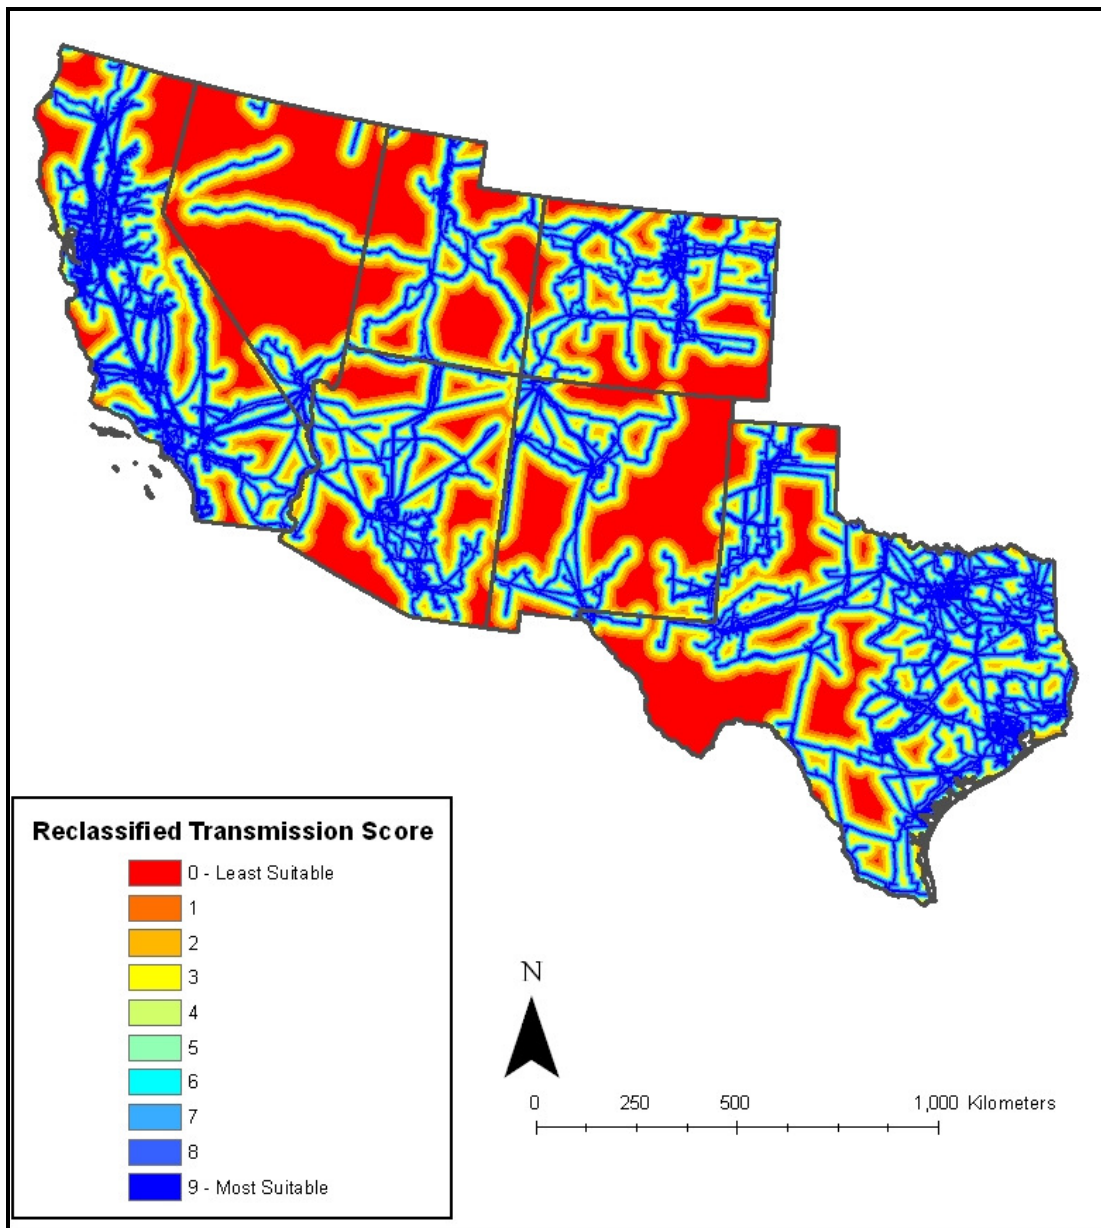 Reclassified Transmission Score
0 - Least Suitable
1
2
3
4
5
6
7
8
9 - Most Suitable
N
0 250 500 1,000 Kilometers